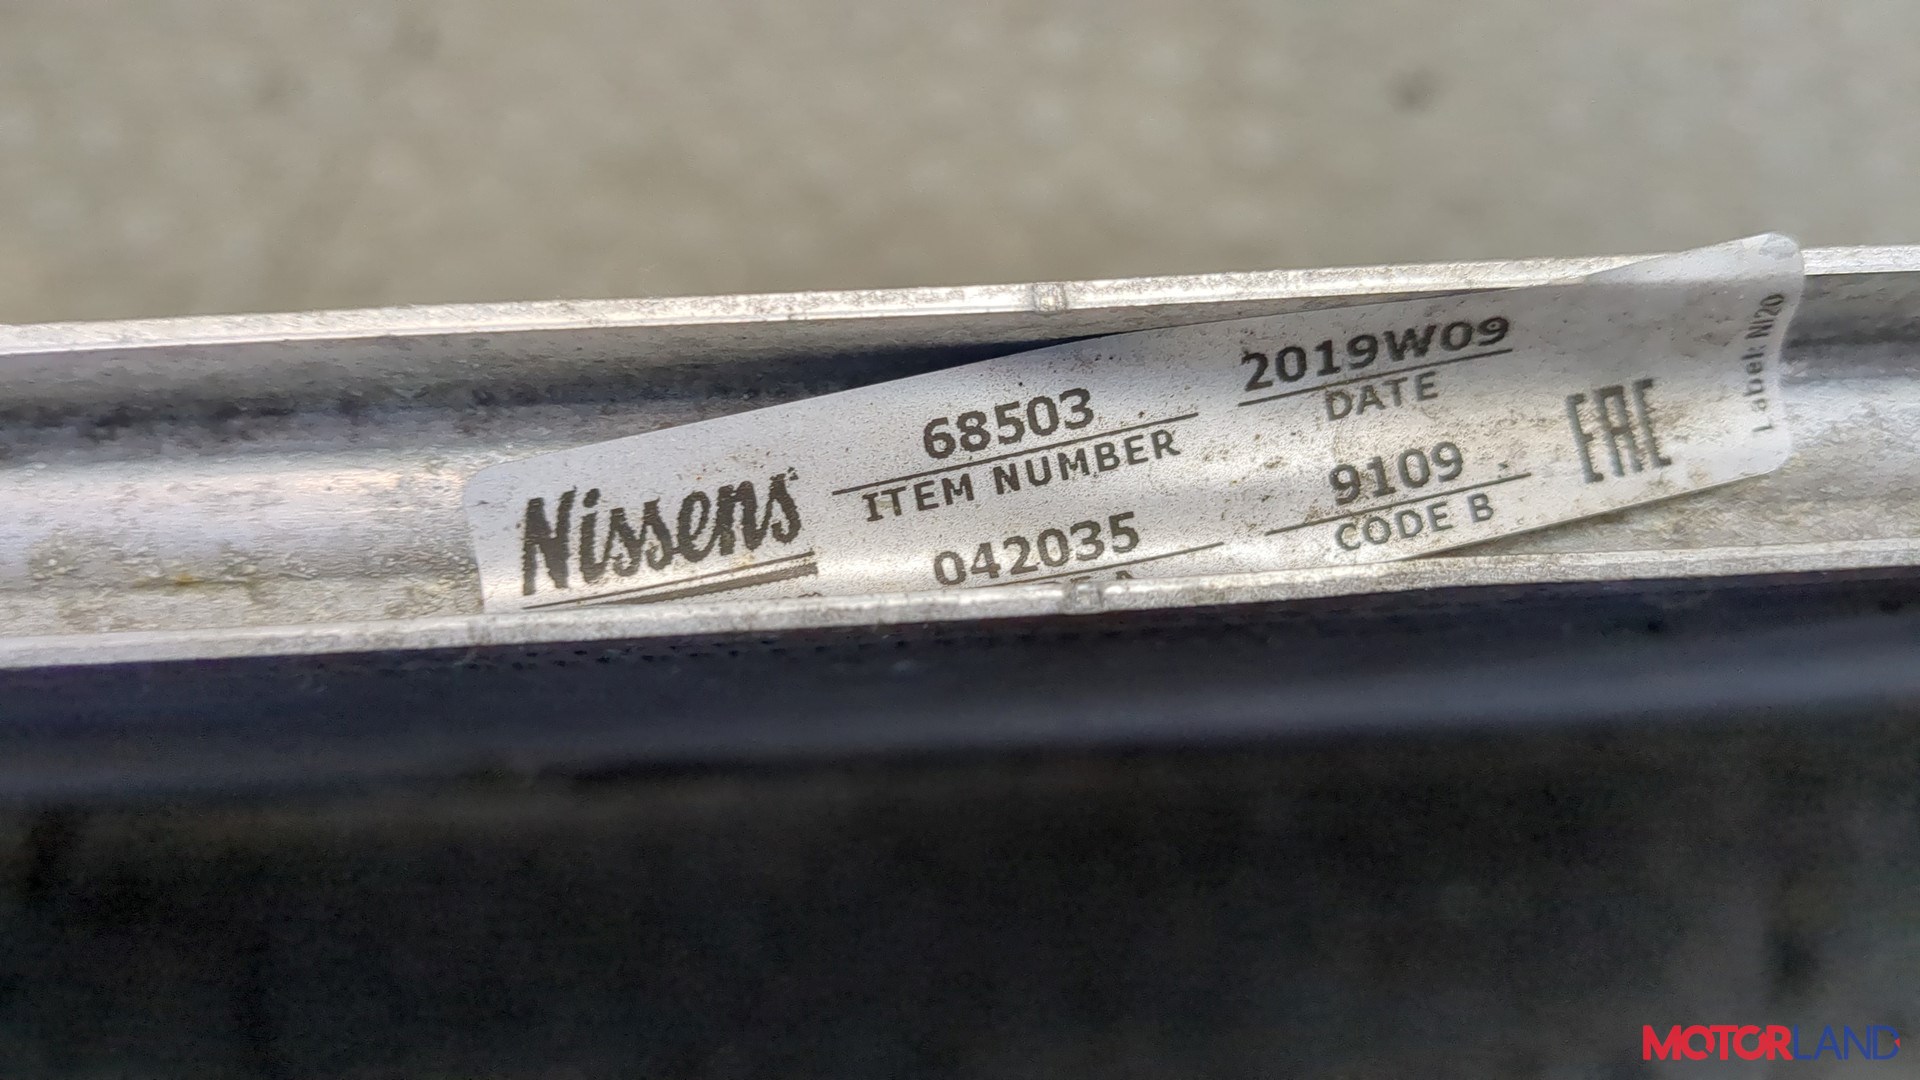 Nissens
68503
ITEM NUMBER
042035
2019W09
DATE
9109
CODE B
EAC
Label: NI20
MOTORLAND